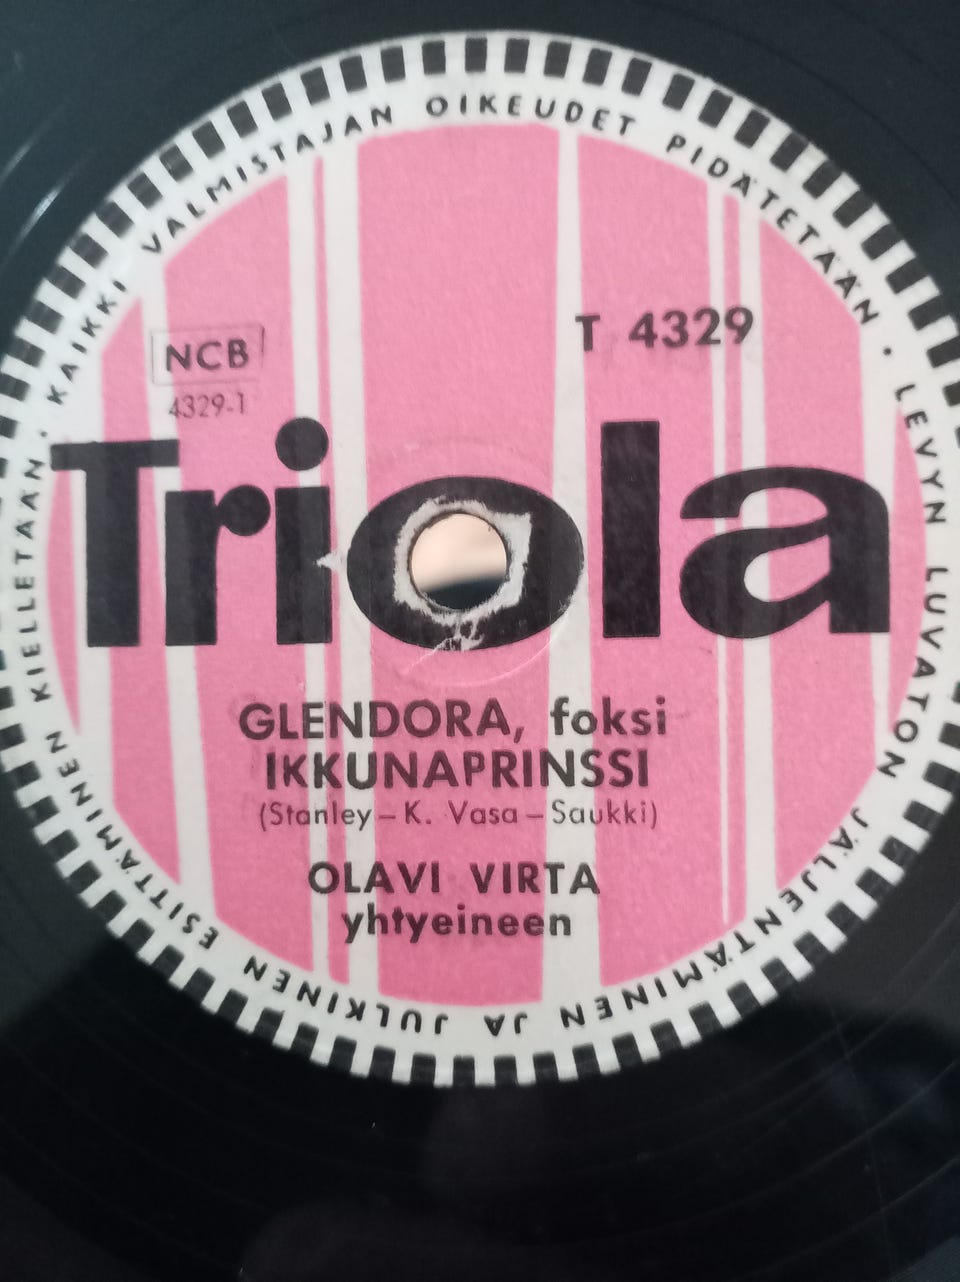 KAIKKI VALMISTAJAN OIKEUDET PIDÄTETÄÄN · LEVYN LUVATON JÄLJENTÄMINEN JA JULKINEN ESITTÄMINEN KIELLETÄÄN ·
T 4329
NCB
4329-1
Triola
GLENDORA, foksi
IKKUNAPRINSSI
(Stanley – K. Vasa – Saukki)
OLAVI VIRTA
yhtyeineen